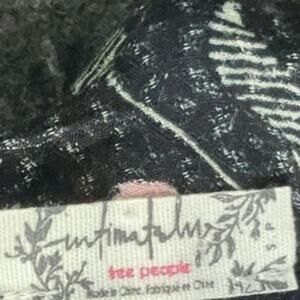 intimately
free people
Made in China. Fabriqué en Chine
S P